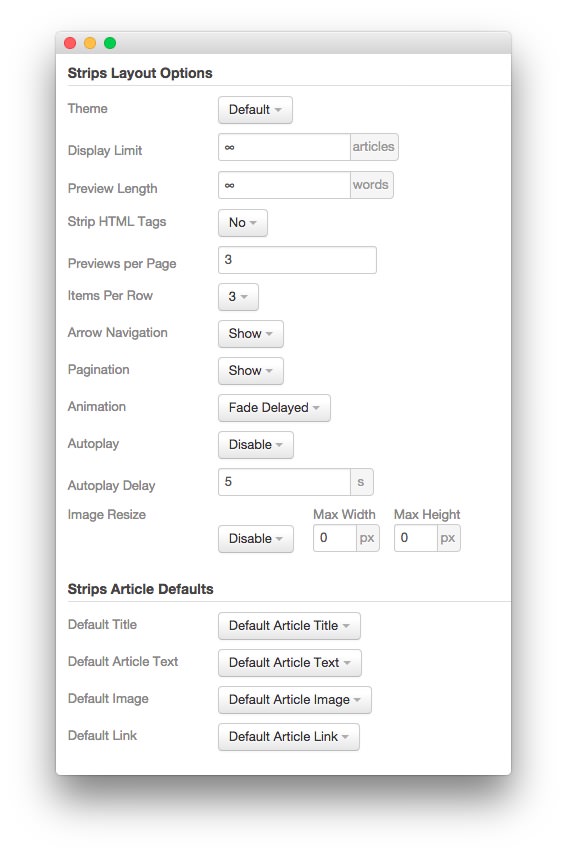 Strips Layout Options
Theme Default
Display Limit ∞ articles
Preview Length ∞ words
Strip HTML Tags No
Previews per Page 3
Items Per Row 3
Arrow Navigation Show
Pagination Show
Animation Fade Delayed
Autoplay Disable
Autoplay Delay 5 s
Image Resize Max Width Max Height
Disable 0 px 0 px
Strips Article Defaults
Default Title Default Article Title
Default Article Text Default Article Text
Default Image Default Article Image
Default Link Default Article Link